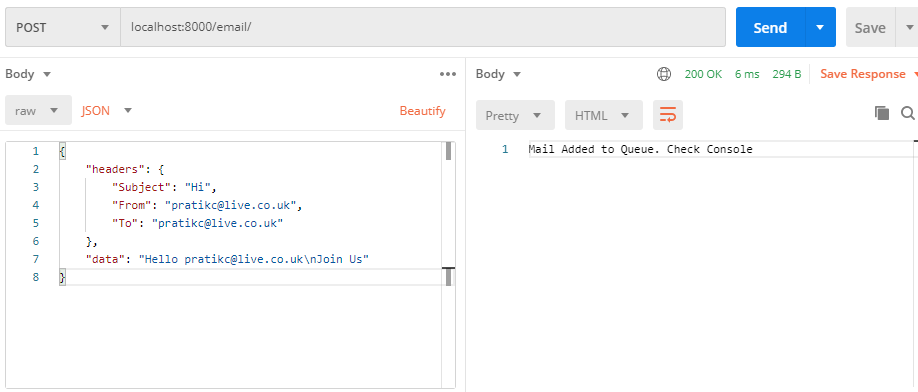 POST localhost:8000/email/ Send Save
Body Body 200 OK 6 ms 294 B Save Response
raw JSON Beautify Pretty HTML
1 {
2 "headers": {
3 "Subject": "Hi",
4 "From": "pratikc@live.co.uk",
5 "To": "pratikc@live.co.uk"
6 },
7 "data": "Hello pratikc@live.co.uk\nJoin Us"
8 }
1 Mail Added to Queue. Check Console